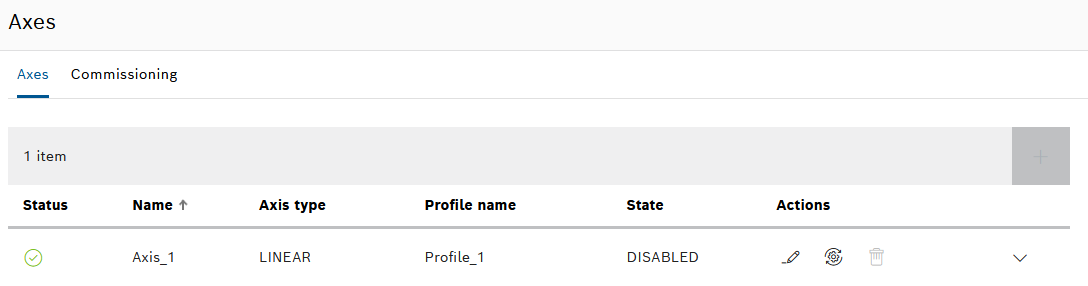 Axes
Axes Commissioning
1 item
Status Name Axis type Profile name State Actions
Axis_1 LINEAR Profile_1 DISABLED